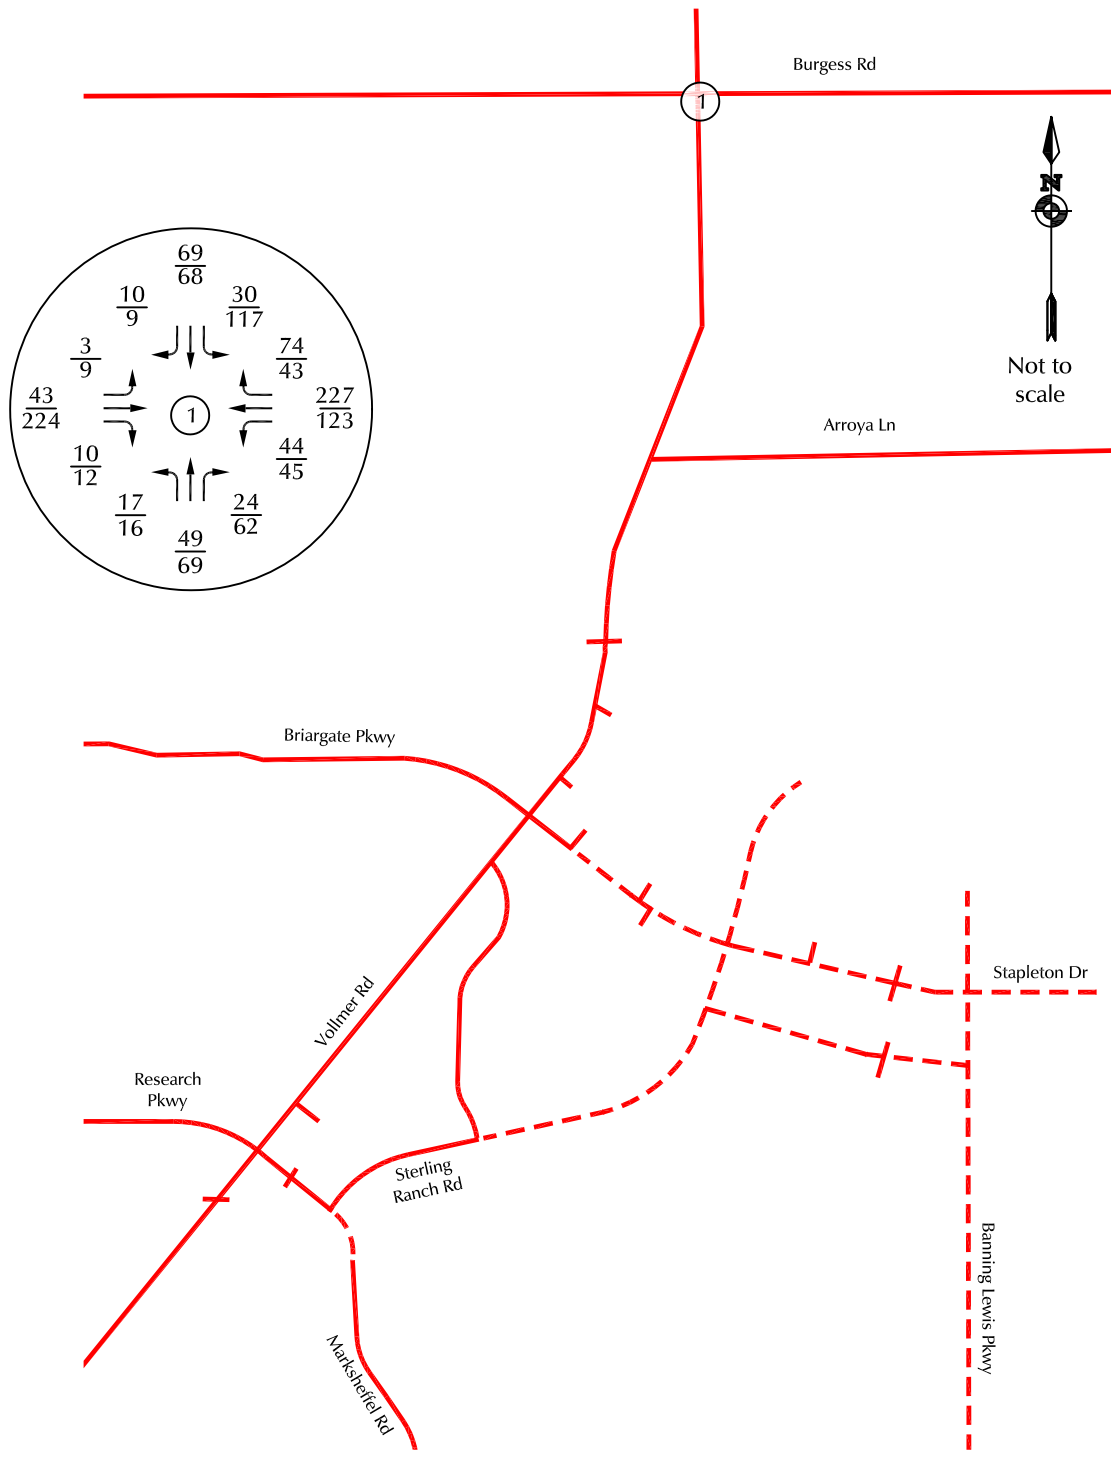 Burgess Rd
1
N
Not to
scale
69
68
10
9
30
117
3
9
74
43
43
224
1
227
123
10
12
44
45
17
16
24
62
49
69
Arroya Ln
Briargate Pkwy
Stapleton Dr
Vollmer Rd
Research
Pkwy
Sterling
Ranch Rd
Banning Lewis Pkwy
Marksheffel Rd